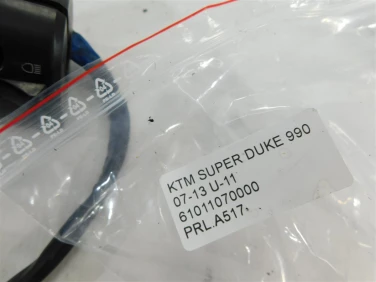 KTM SUPER DUKE 990
07-13 U-11
61011070000
PRL.A517,